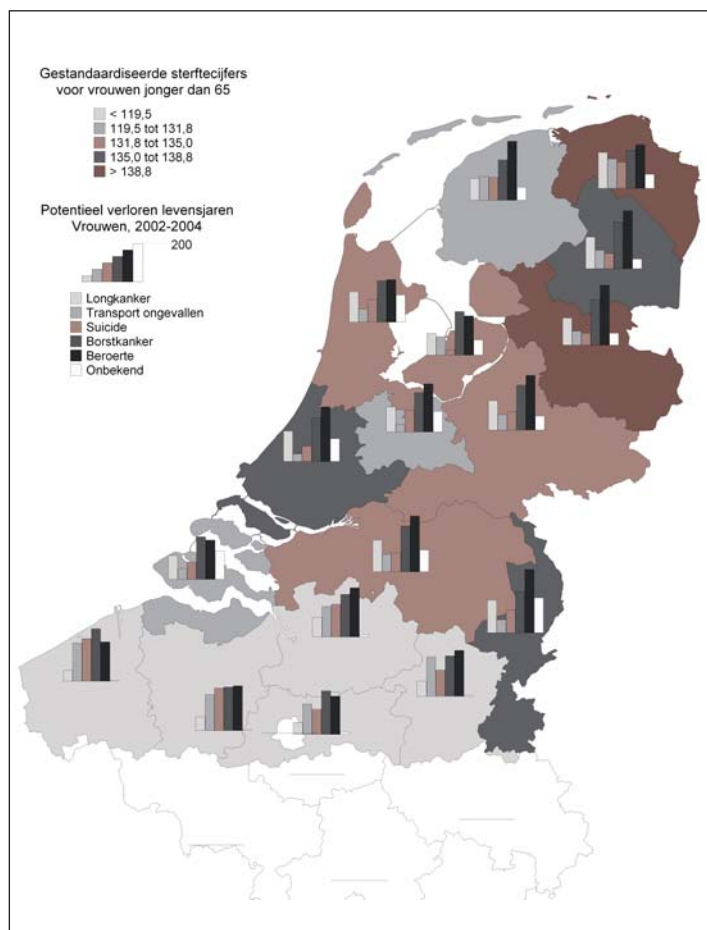 Gestandaardiseerde sterftecijfers
voor vrouwen jonger dan 65
< 119,5
119,5 tot 131,8
131,8 tot 135,0
135,0 tot 138,8
> 138,8
Potentieel verloren levensjaren
Vrouwen, 2002-2004
200
Longkanker
Transport ongevallen
Suicide
Borstkanker
Beroerte
Onbekend